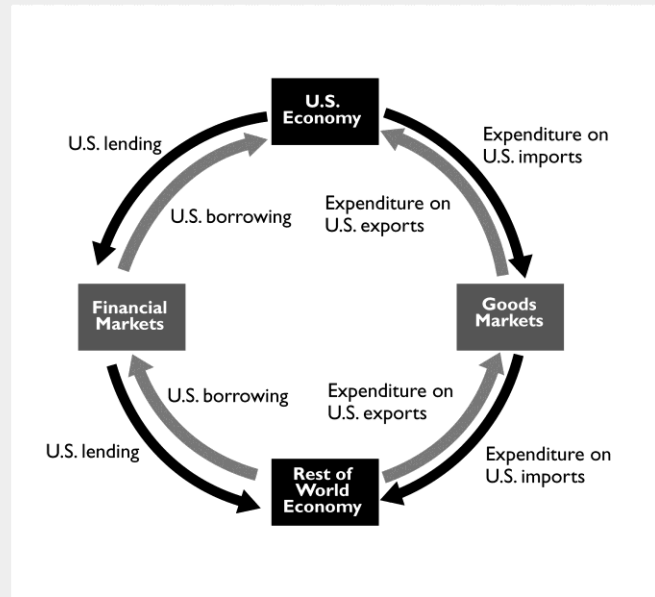 U.S.
Economy
U.S. lending
Expenditure on
U.S. imports
U.S. borrowing
Expenditure on
U.S. exports
Financial
Markets
Goods
Markets
U.S. borrowing
Expenditure on
U.S. exports
U.S. lending
Expenditure on
U.S. imports
Rest of
World
Economy